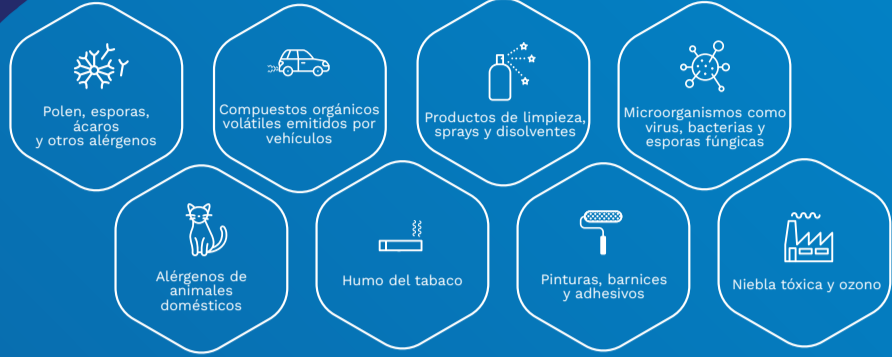 Polen, esporas,
ácaros
y otros alérgenos
Compuestos orgánicos
volátiles emitidos por
vehículos
Productos de limpieza,
sprays y disolventes
Microorganismos como
virus, bacterias y
esporas fúngicas
Alérgenos de
animales
domésticos
Humo del tabaco
Pinturas, barnices
y adhesivos
Niebla tóxica y ozono